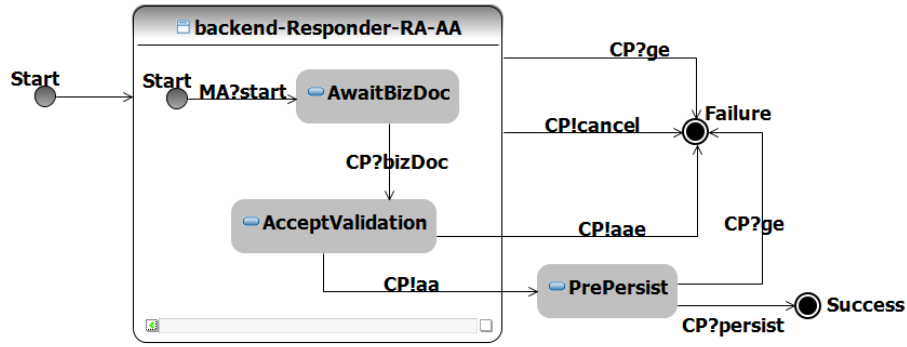 backend-Responder-RA-AA
CP?ge
Start
Start
MA?start
AwaitBizDoc
Failure
CP!cancel
CP?bizDoc
AcceptValidation
CP!aae
CP?ge
CP!aa
PrePersist
Success
CP?persist